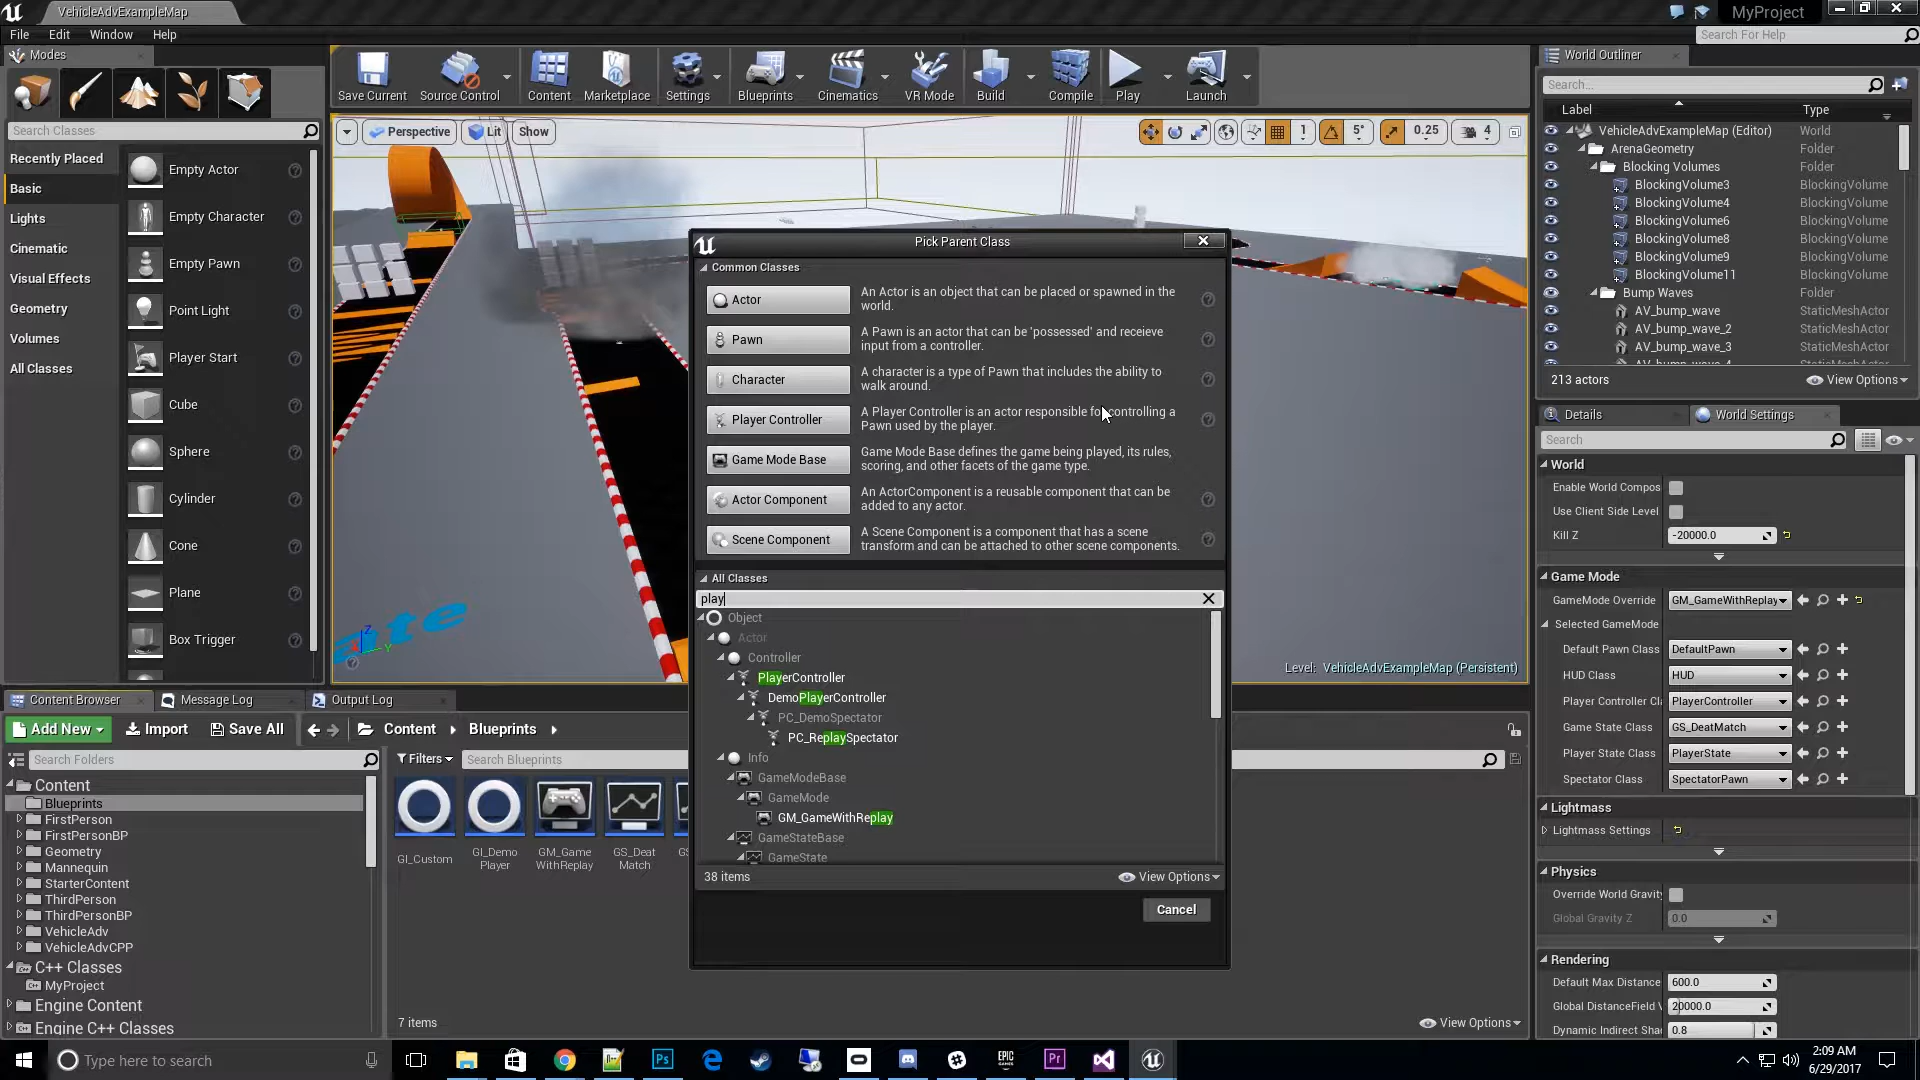 VehicleAdvExampleMap
MyProject
File Edit Window Help
Search For Help
Modes
Save Current
Source Control
Content
Marketplace
Settings
Blueprints
Cinematics
VR Mode
Build
Compile
Play
Launch
Search Classes
Recently Placed
Basic
Lights
Cinematic
Visual Effects
Geometry
Volumes
All Classes
Empty Actor
Empty Character
Empty Pawn
Point Light
Player Start
Cube
Sphere
Cylinder
Cone
Plane
Box Trigger
Perspective
Lit
Show
1
5°
0.25
4
ate
Z
Y
Level: VehicleAdvExampleMap (Persistent)
Pick Parent Class
Common Classes
Actor
An Actor is an object that can be placed or spawned in the
world.
Pawn
A Pawn is an actor that can be 'possessed' and receieve
input from a controller.
Character
A character is a type of Pawn that includes the ability to
walk around.
Player Controller
A Player Controller is an actor responsible for controlling a
Pawn used by the player.
Game Mode Base
Game Mode Base defines the game being played, its rules,
scoring, and other facets of the game type.
Actor Component
An ActorComponent is a reusable component that can be
added to any actor.
Scene Component
A Scene Component is a component that has a scene
transform and can be attached to other scene components.
All Classes
play
Object
Actor
Controller
PlayerController
DemoPlayerController
PC_DemoSpectator
PC_ReplaySpectator
Info
GameModeBase
GameMode
GM_GameWithReplay
GameStateBase
GameState
38 items
View Options
Cancel
World Outliner
Search...
Label Type
VehicleAdvExampleMap (Editor) World
ArenaGeometry Folder
Blocking Volumes Folder
BlockingVolume3 BlockingVolume
BlockingVolume4 BlockingVolume
BlockingVolume6 BlockingVolume
BlockingVolume8 BlockingVolume
BlockingVolume9 BlockingVolume
BlockingVolume11 BlockingVolume
Bump Waves Folder
AV_bump_wave StaticMeshActor
AV_bump_wave_2 StaticMeshActor
AV_bump_wave_3 StaticMeshActor
AV_bump_wave_4 StaticMeshActor
213 actors
View Options
Details
World Settings
Search
World
Enable World Compos
Use Client Side Level
Kill Z -20000.0
Game Mode
GameMode Override GM_GameWithReplay
Selected GameMode
Default Pawn Class DefaultPawn
HUD Class HUD
Player Controller Cl PlayerController
Game State Class GS_DeatMatch
Player State Class PlayerState
Spectator Class SpectatorPawn
Lightmass
Lightmass Settings
Physics
Override World Gravity
Global Gravity Z 0.0
Rendering
Default Max Distance 600.0
Global DistanceField V 20000.0
Dynamic Indirect Sha 0.8
Content Browser
Message Log
Output Log
Add New
Import
Save All
Content
Blueprints
Search Folders
Filters
Search Blueprints
Content
Blueprints
FirstPerson
FirstPersonBP
Geometry
Mannequin
StarterContent
ThirdPerson
ThirdPersonBP
VehicleAdv
VehicleAdvCPP
C++ Classes
MyProject
Engine Content
Engine C++ Classes
GI_Custom
GI_Demo
Player
GM_Game
WithReplay
GS_Deat
Match
7 items
View Options
Type here to search
Ps
EPIC
GAMES
Pr
2:09 AM
6/29/2017